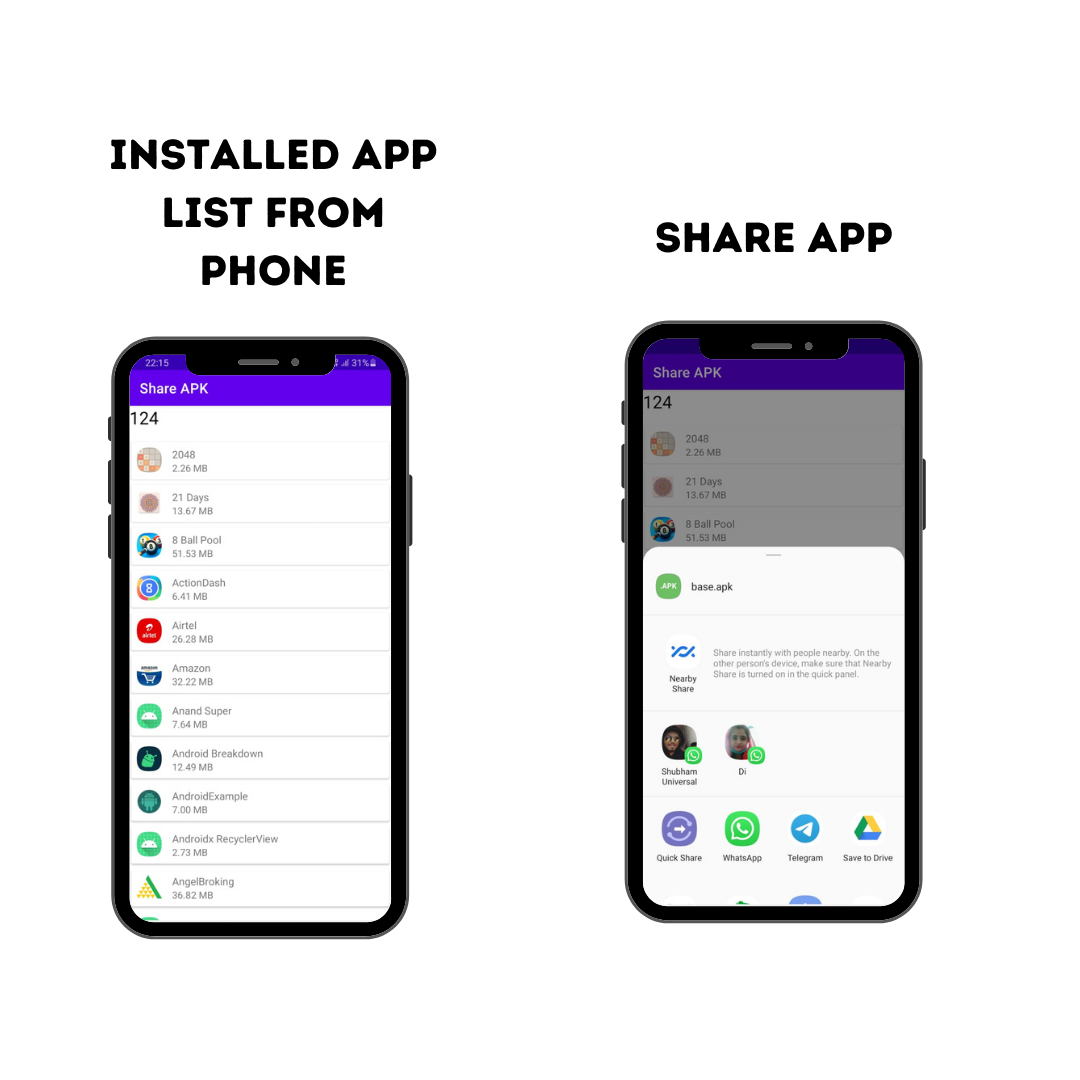 INSTALLED APP
LIST FROM
PHONE
22:15
31%
Share APK
124
2048
2.26 MB
21 Days
13.67 MB
8 Ball Pool
51.53 MB
8
ActionDash
6.41 MB
airtel
Airtel
26.28 MB
amazon
Amazon
32.22 MB
Anand Super
7.64 MB
Android Breakdown
12.49 MB
AndroidExample
7.00 MB
Androidx RecyclerView
2.73 MB
AngelBroking
36.82 MB
SHARE APP
Share APK
124
2048
2.26 MB
21 Days
13.67 MB
8 Ball Pool
51.53 MB
.APK
base.apk
Nearby
Share
Share instantly with people nearby. On the
other person's device, make sure that Nearby
Share is turned on in the quick panel.
Shubham
Universal
Di
Quick Share
WhatsApp
Telegram
Save to Drive